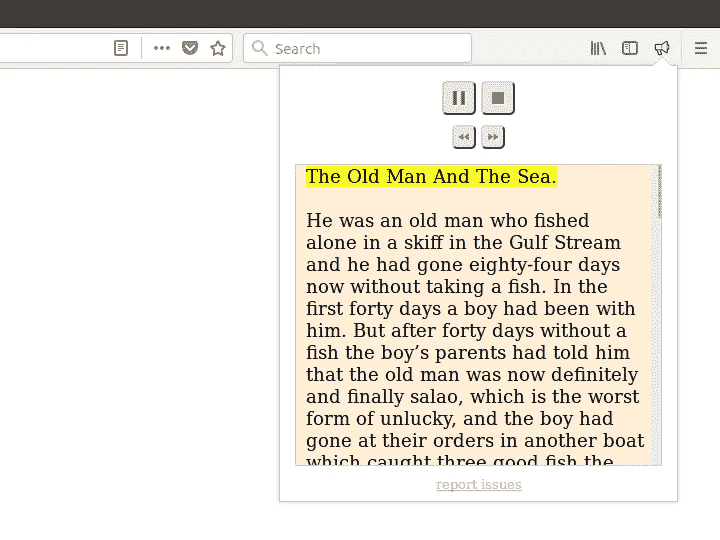 Search
The Old Man And The Sea.
He was an old man who fished
alone in a skiff in the Gulf Stream
and he had gone eighty-four days
now without taking a fish. In the
first forty days a boy had been with
him. But after forty days without a
fish the boy’s parents had told him
that the old man was now definitely
and finally salao, which is the worst
form of unlucky, and the boy had
gone at their orders in another boat
which caught three good fish the
report issues